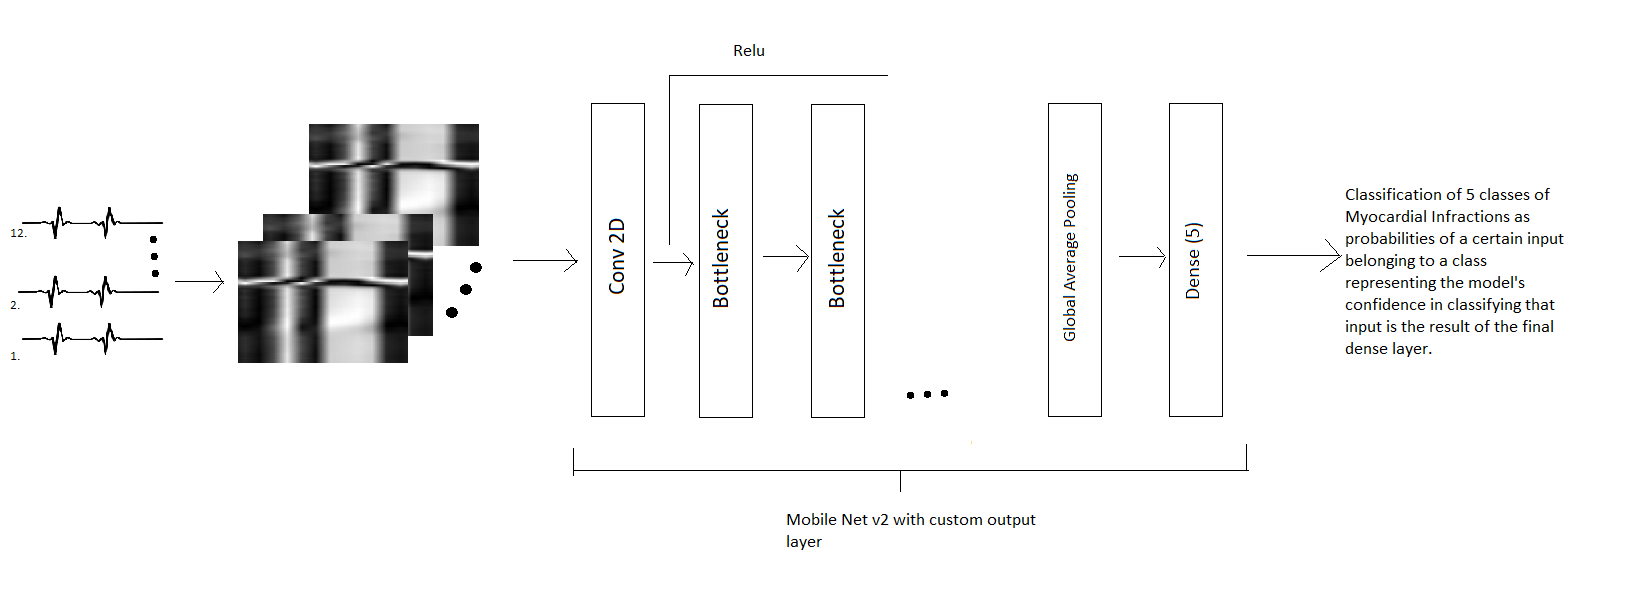 Relu
12.
2.
1.
Conv 2D
Bottleneck
Bottleneck
Global Average Pooling
Dense (5)
Classification of 5 classes of
Myocardial Infractions as
probabilities of a certain input
belonging to a class
representing the model's
confidence in classifying that
input is the result of the final
dense layer.
Mobile Net v2 with custom output
layer